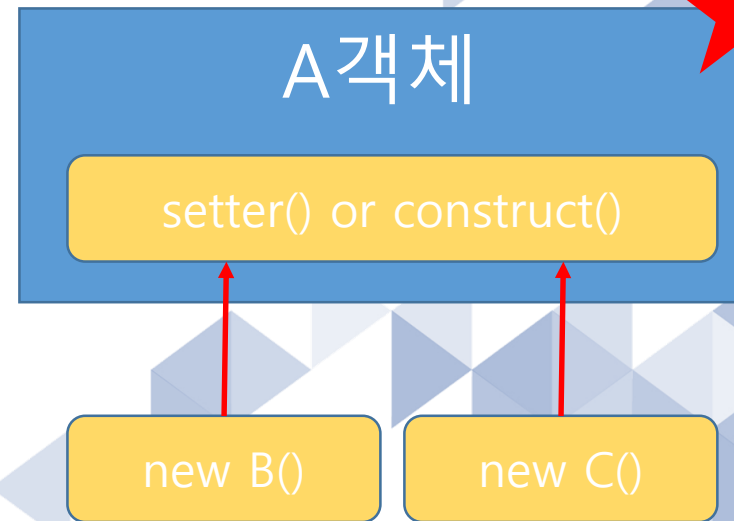 A객체
setter() or construct()
new B()
new C()